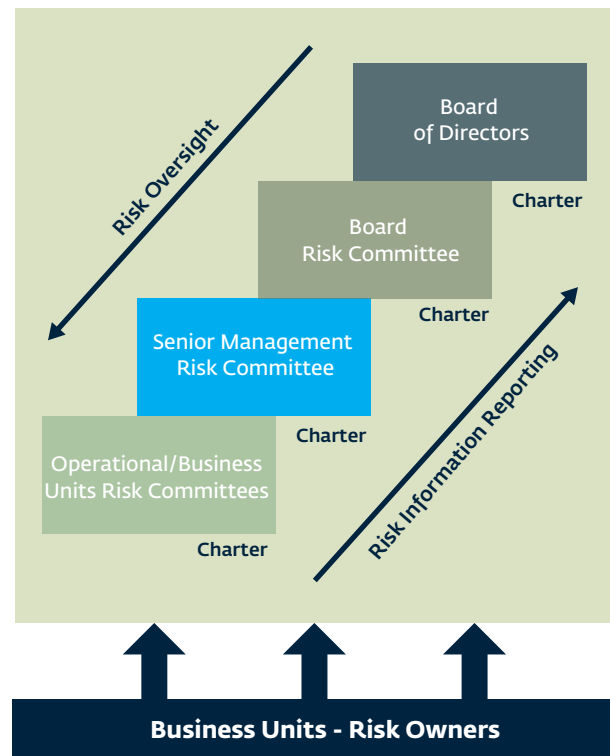 Board
of Directors
Charter
Risk Oversight
Board
Risk Committee
Charter
Senior Management
Risk Committee
Charter
Risk Information Reporting
Operational/Business
Units Risk Committees
Charter
Business Units - Risk Owners